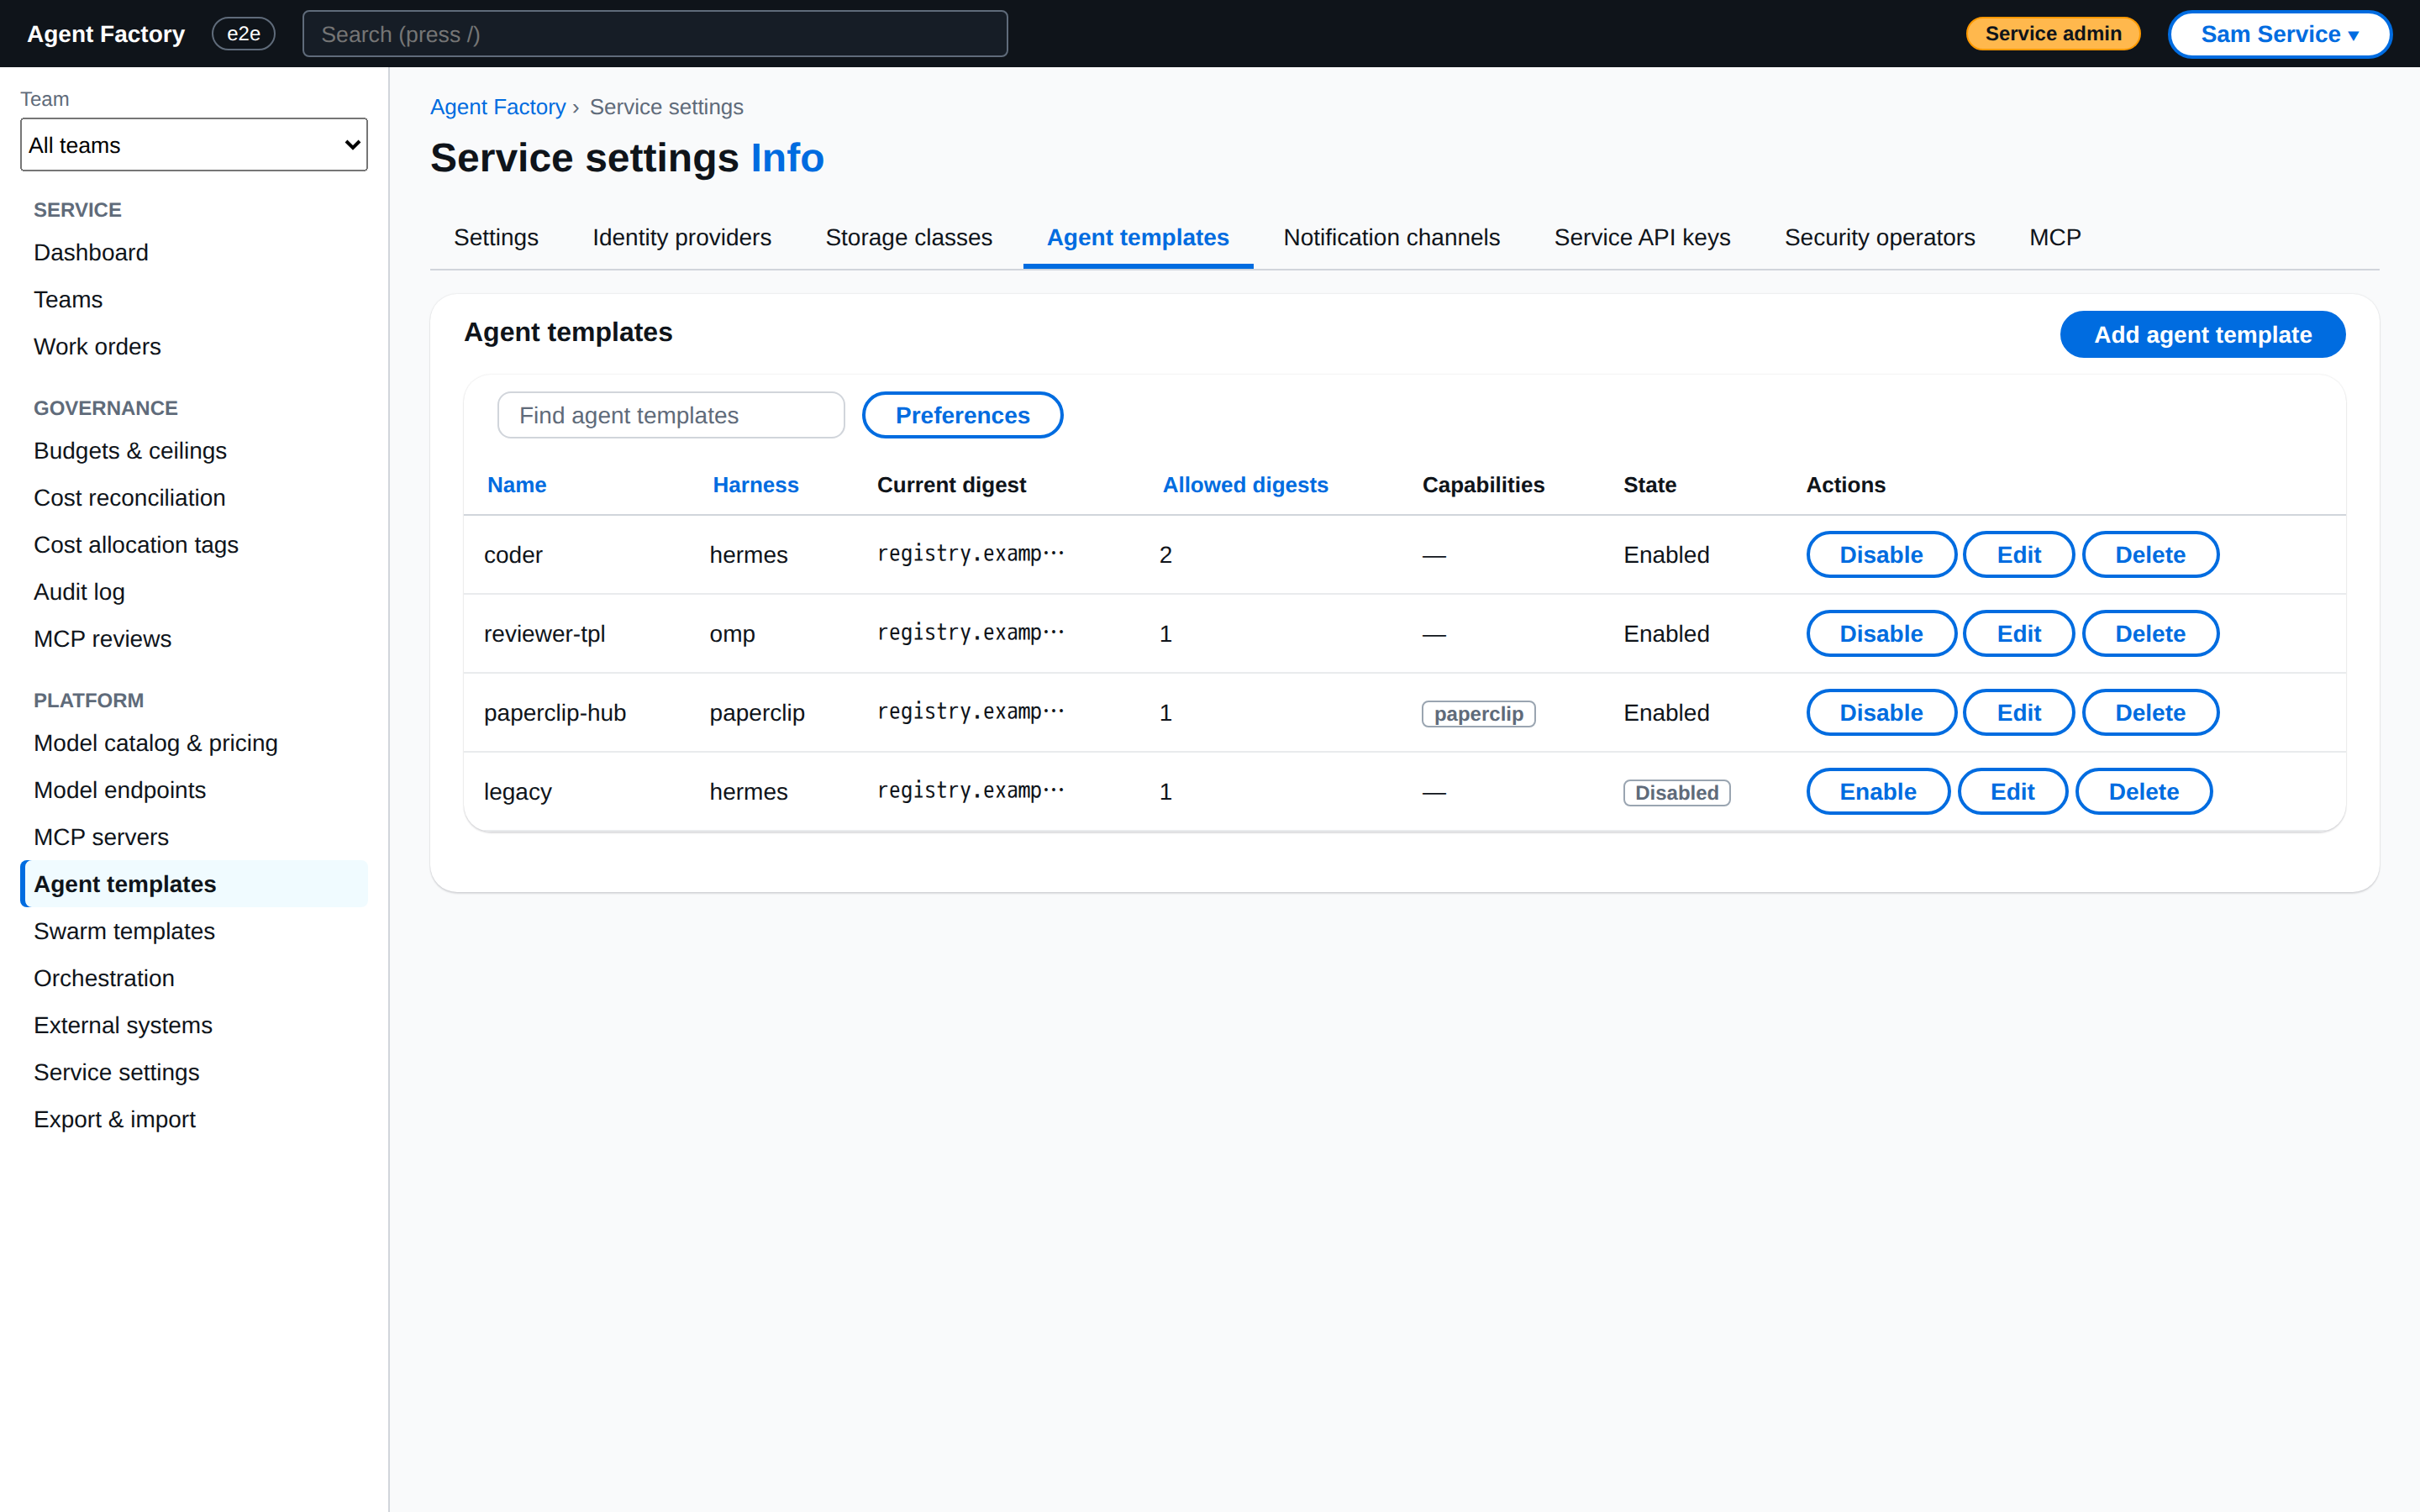 Agent Factory e2e Search (press /) Service admin Sam Service ▾
Team
All teams
SERVICE
Dashboard
Teams
Work orders
GOVERNANCE
Budgets & ceilings
Cost reconciliation
Cost allocation tags
Audit log
MCP reviews
PLATFORM
Model catalog & pricing
Model endpoints
MCP servers
Agent templates
Swarm templates
Orchestration
External systems
Service settings
Export & import
Agent Factory › Service settings
Service settings Info
Settings Identity providers Storage classes Agent templates Notification channels Service API keys Security operators MCP
Agent templates Add agent template
Find agent templates Preferences
Name Harness Current digest Allowed digests Capabilities State Actions
coder hermes registry.examp… 2 — Enabled Disable Edit Delete
reviewer-tpl omp registry.examp… 1 — Enabled Disable Edit Delete
paperclip-hub paperclip registry.examp… 1 paperclip Enabled Disable Edit Delete
legacy hermes registry.examp… 1 — Disabled Enable Edit Delete